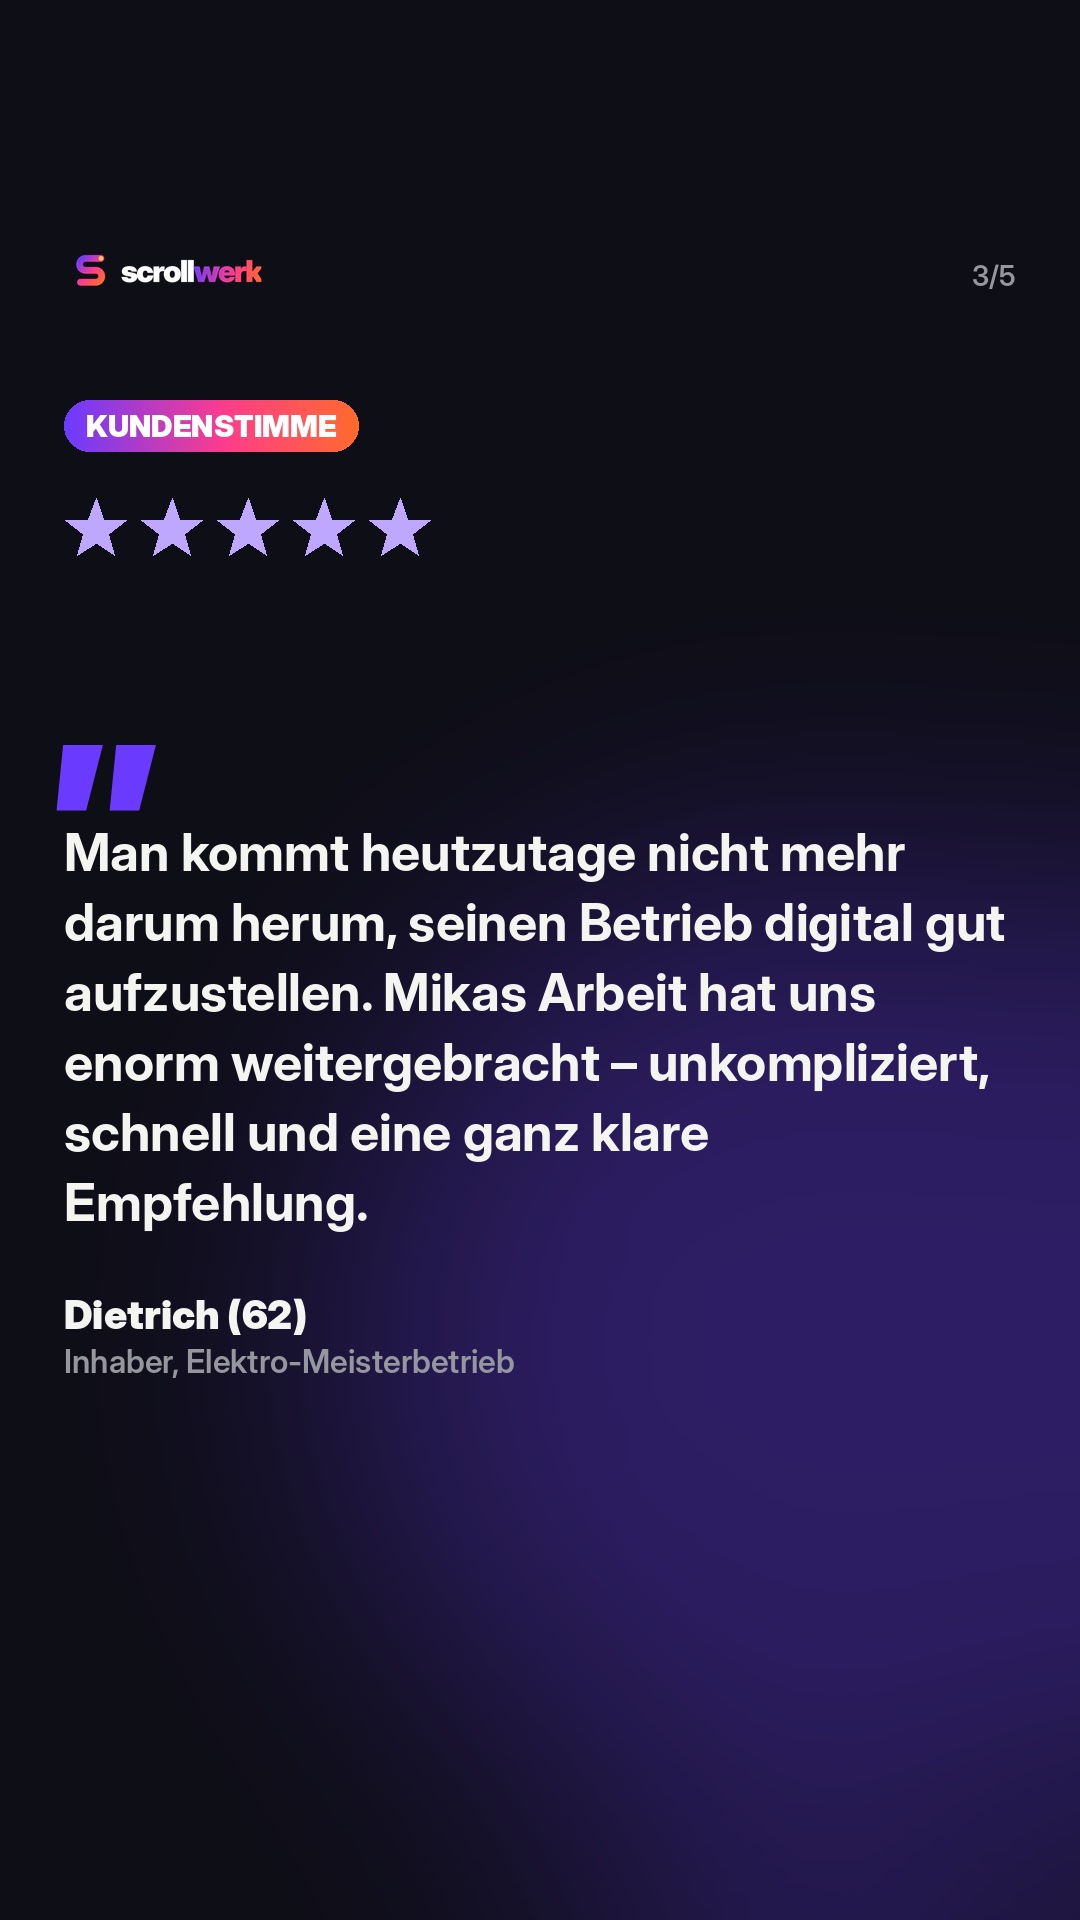 scrollwerk
3/5
KUNDENSTIMME
"
Man kommt heutzutage nicht mehr
darum herum, seinen Betrieb digital gut
aufzustellen. Mikas Arbeit hat uns
enorm weitergebracht – unkompliziert,
schnell und eine ganz klare
Empfehlung.
Dietrich (62)
Inhaber, Elektro-Meisterbetrieb